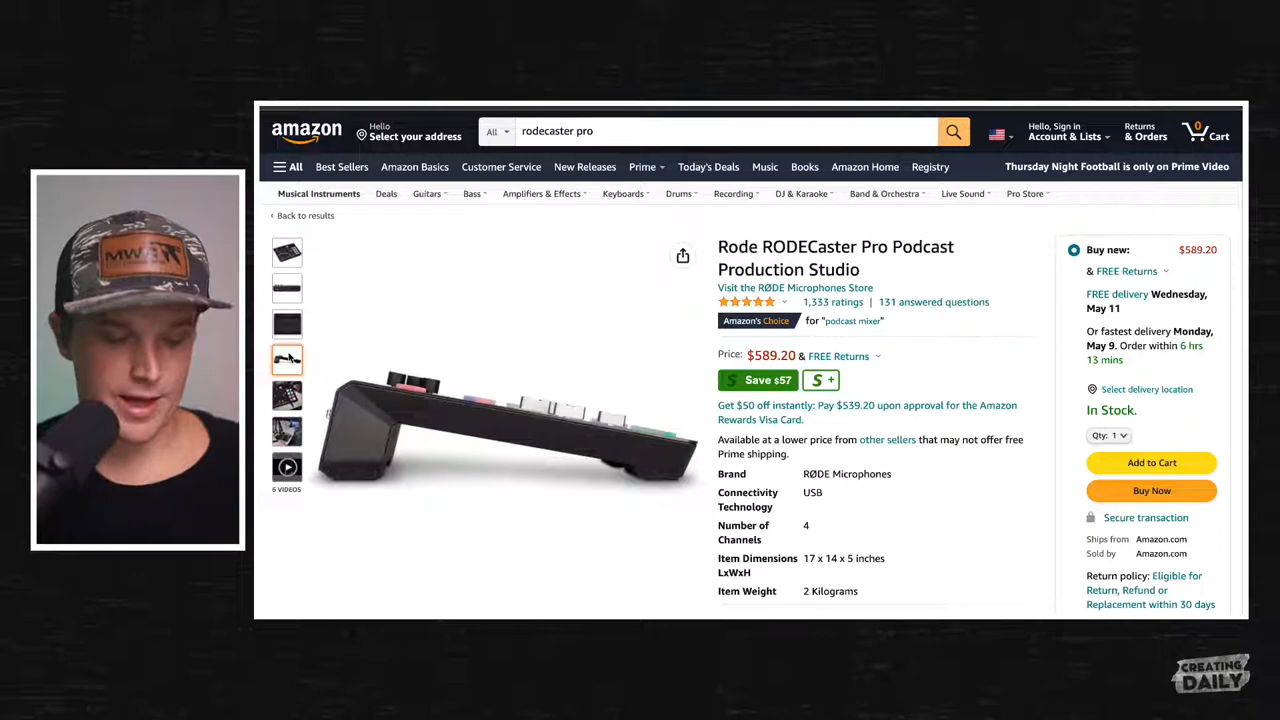 amazon
Hello
Select your address
All
rodecaster pro
Hello, Sign in
Account & Lists
Returns
& Orders
0
Cart
All
Best Sellers
Amazon Basics
Customer Service
New Releases
Prime
Today's Deals
Music
Books
Amazon Home
Registry
Thursday Night Football is only on Prime Video
Musical Instruments
Deals
Guitars
Bass
Amplifiers & Effects
Keyboards
Drums
Recording
DJ & Karaoke
Band & Orchestra
Live Sound
Pro Store
‹ Back to results
MW
6 VIDEOS
Rode RODECaster Pro Podcast
Production Studio
Visit the RØDE Microphones Store
1,333 ratings | 131 answered questions
Amazon's Choice for "podcast mixer"
Price: $589.20 & FREE Returns
S Save $57 S +
Get $50 off instantly: Pay $539.20 upon approval for the Amazon
Rewards Visa Card.
Available at a lower price from other sellers that may not offer free
Prime shipping.
Brand RØDE Microphones
Connectivity USB
Technology
Number of 4
Channels
Item Dimensions 17 x 14 x 5 inches
LxWxH
Item Weight 2 Kilograms
Buy new: $589.20
& FREE Returns
FREE delivery Wednesday,
May 11
Or fastest delivery Monday,
May 9. Order within 6 hrs
13 mins
Select delivery location
In Stock.
Qty: 1
Add to Cart
Buy Now
Secure transaction
Ships from Amazon.com
Sold by Amazon.com
Return policy: Eligible for
Return, Refund or
Replacement within 30 days
CREATING
DAILY